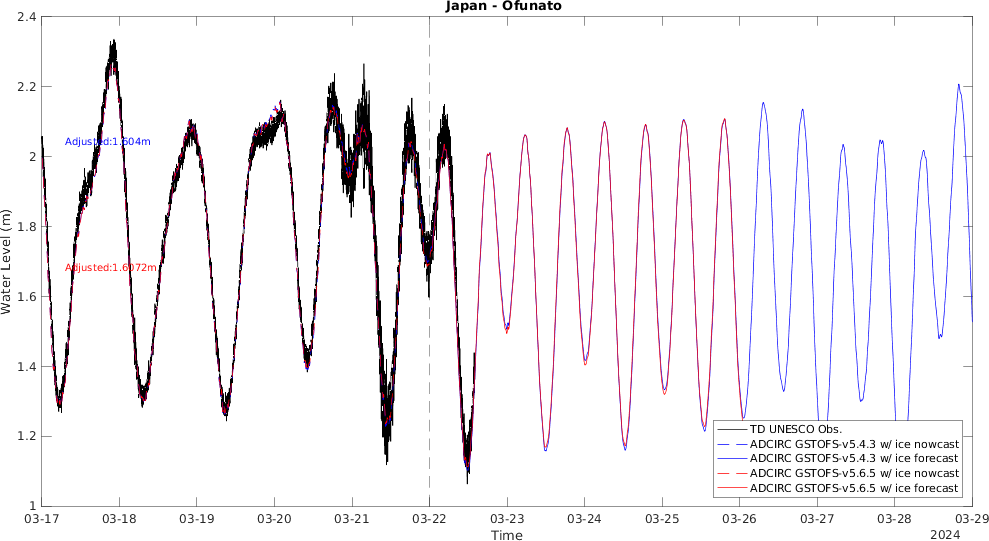 Japan - Ofunato
Water Level (m)
2.4
2.2
2
1.8
1.6
1.4
1.2
1
Adjusted:1.604m
Adjusted:1.6072m
TD UNESCO Obs.
ADCIRC GSTOFS-v5.4.3 w/ ice nowcast
ADCIRC GSTOFS-v5.4.3 w/ ice forecast
ADCIRC GSTOFS-v5.6.5 w/ ice nowcast
ADCIRC GSTOFS-v5.6.5 w/ ice forecast
03-17 03-18 03-19 03-20 03-21 03-22 03-23 03-24 03-25 03-26 03-27 03-28 03-29
Time
2024